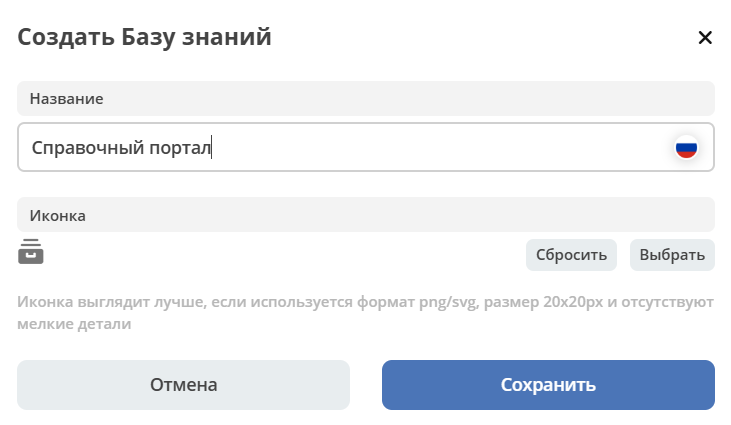 Создать Базу знаний
Название
Справочный портал
Иконка
Сбросить
Выбрать
Иконка выглядит лучше, если используется формат png/svg, размер 20x20px и отсутствуют
мелкие детали
Отмена
Сохранить